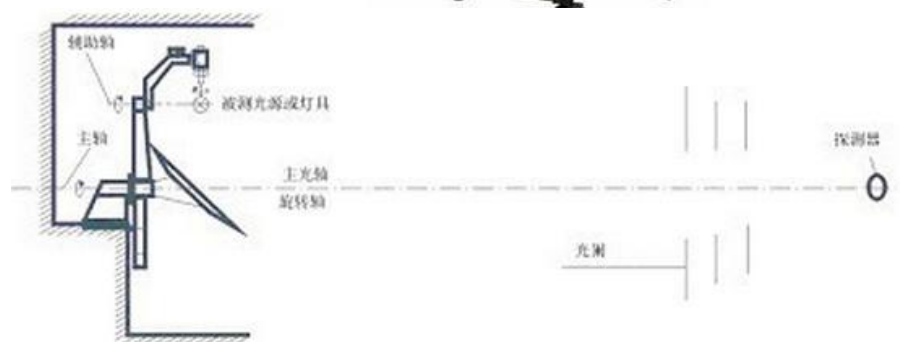 辅助轴
被测光源或灯具
主轴
探测器
主光轴
旋转轴
光阑